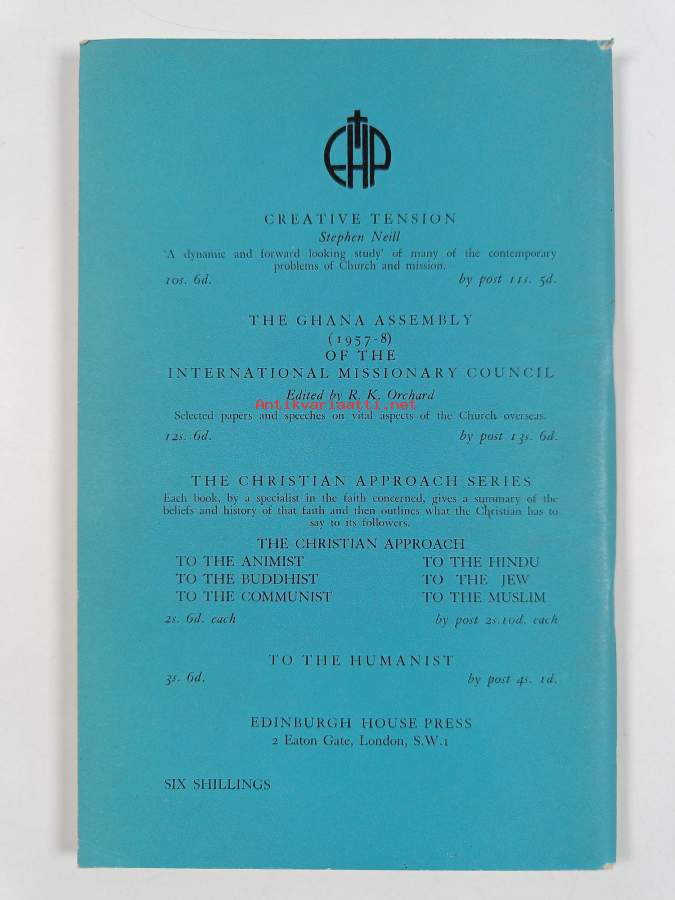 EHP
CREATIVE TENSION
Stephen Neill
'A dynamic and forward looking study' of many of the contemporary
problems of Church and mission.
10s. 6d. by post 11s. 5d.
THE GHANA ASSEMBLY
(1957-8)
OF THE
INTERNATIONAL MISSIONARY COUNCIL
Edited by R. K. Orchard
Antikvariaatti.net
Selected papers and speeches on vital aspects of the Church overseas.
12s. 6d. by post 13s. 6d.
THE CHRISTIAN APPROACH SERIES
Each book, by a specialist in the faith concerned, gives a summary of the
beliefs and history of that faith and then outlines what the Christian has to
say to its followers.
THE CHRISTIAN APPROACH
TO THE ANIMIST TO THE HINDU
TO THE BUDDHIST TO THE JEW
TO THE COMMUNIST TO THE MUSLIM
2s. 6d. each by post 2s.10d. each
TO THE HUMANIST
3s. 6d. by post 4s. 1d.
EDINBURGH HOUSE PRESS
2 Eaton Gate, London, S.W.1
SIX SHILLINGS